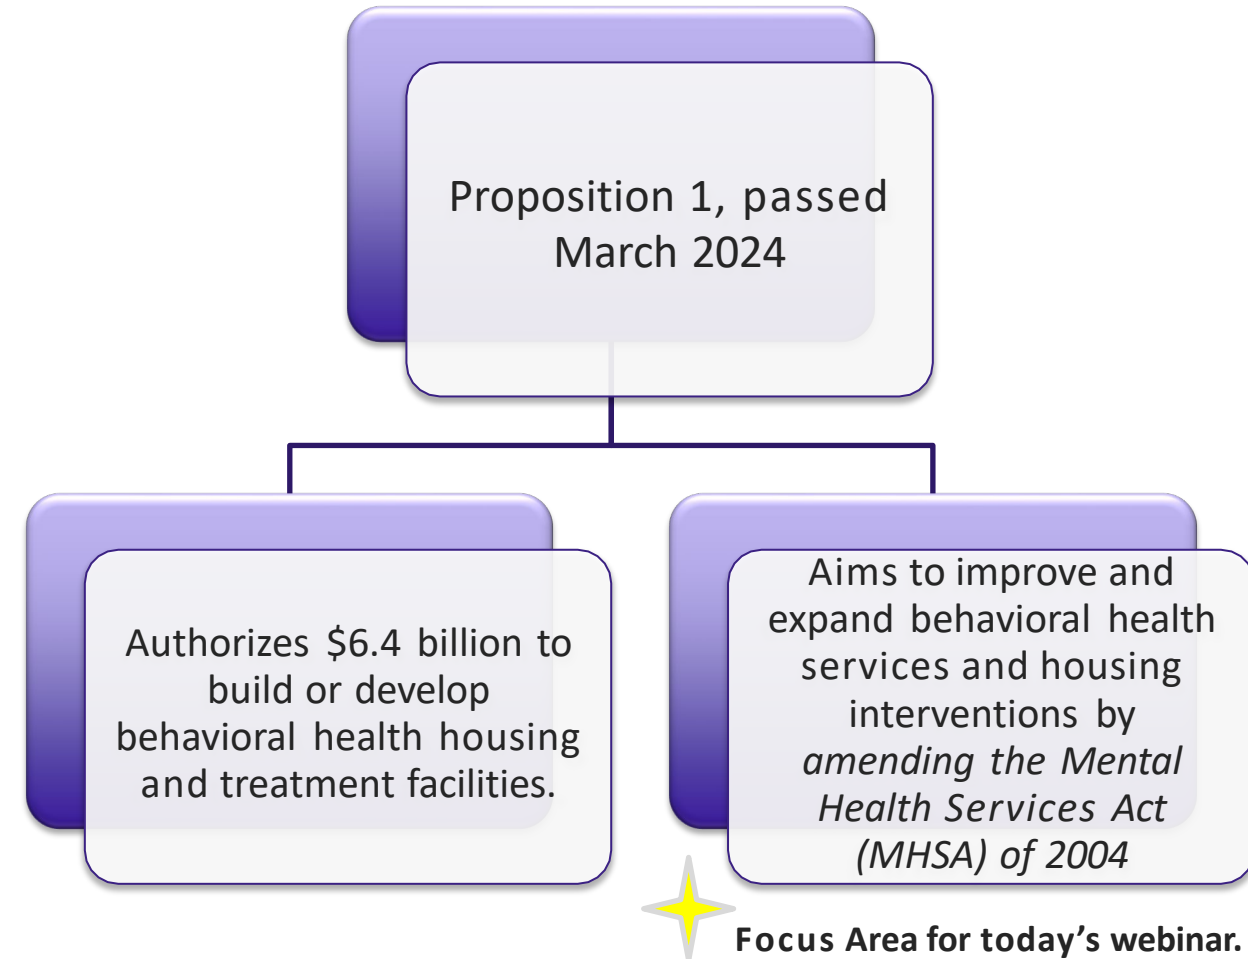 Proposition 1, passed
March 2024
Authorizes $6.4 billion to
build or develop
behavioral health housing
and treatment facilities.
Aims to improve and
expand behavioral health
services and housing
interventions by
amending the Mental
Health Services Act
(MHSA) of 2004
Focus Area for today’s webinar.